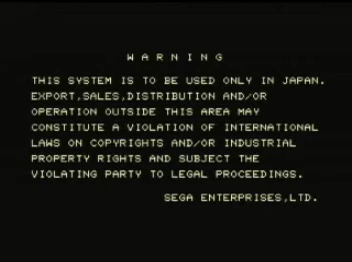 W A R N I N G
THIS SYSTEM IS TO BE USED ONLY IN JAPAN.
EXPORT,SALES,DISTRIBUTION AND/OR
OPERATION OUTSIDE THIS AREA MAY
CONSTITUTE A VIOLATION OF INTERNATIONAL
LAWS ON COPYRIGHTS AND/OR INDUSTRIAL
PROPERTY RIGHTS AND SUBJECT THE
VIOLATING PARTY TO LEGAL PROCEEDINGS.
SEGA ENTERPRISES,LTD.